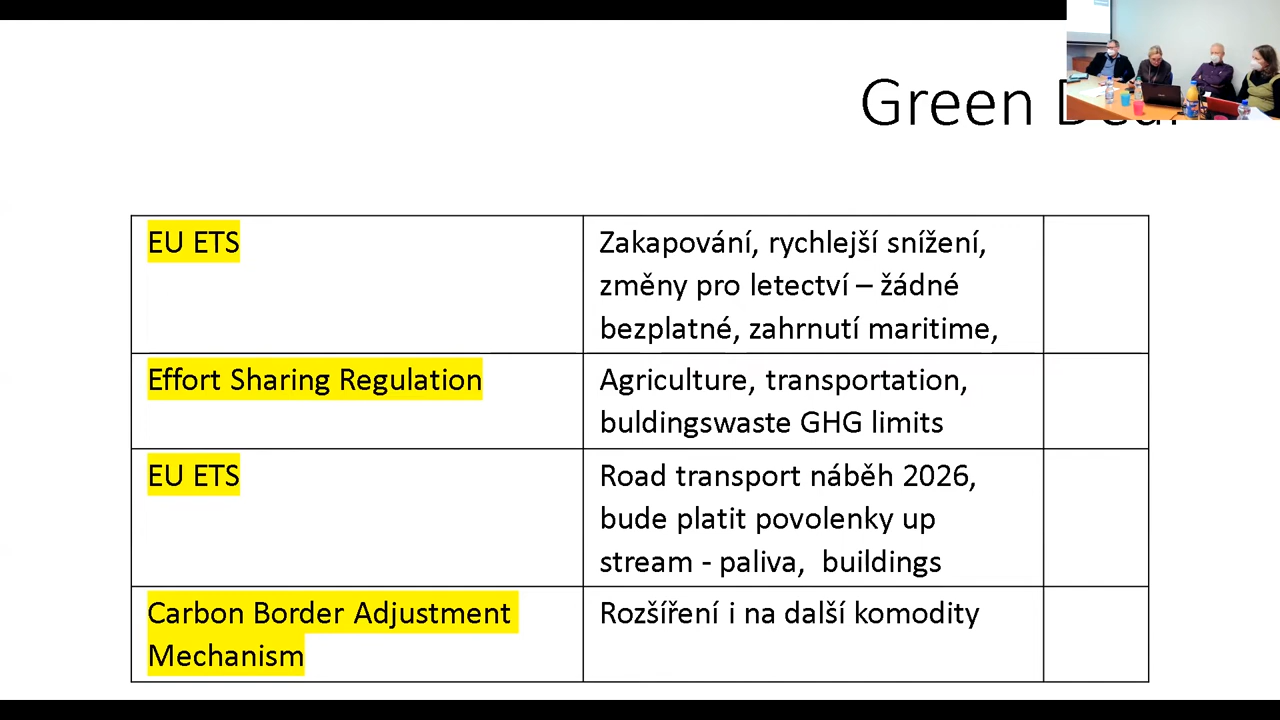 Green
EU ETS
Zakapování, rychlejší snížení,
změny pro letectví – žádné
bezplatné, zahrnutí maritime,
Effort Sharing Regulation
Agriculture, transportation,
buldingswaste GHG limits
EU ETS
Road transport náběh 2026,
bude platit povolenky up
stream - paliva, buildings
Carbon Border Adjustment
Mechanism
Rozšíření i na další komodity